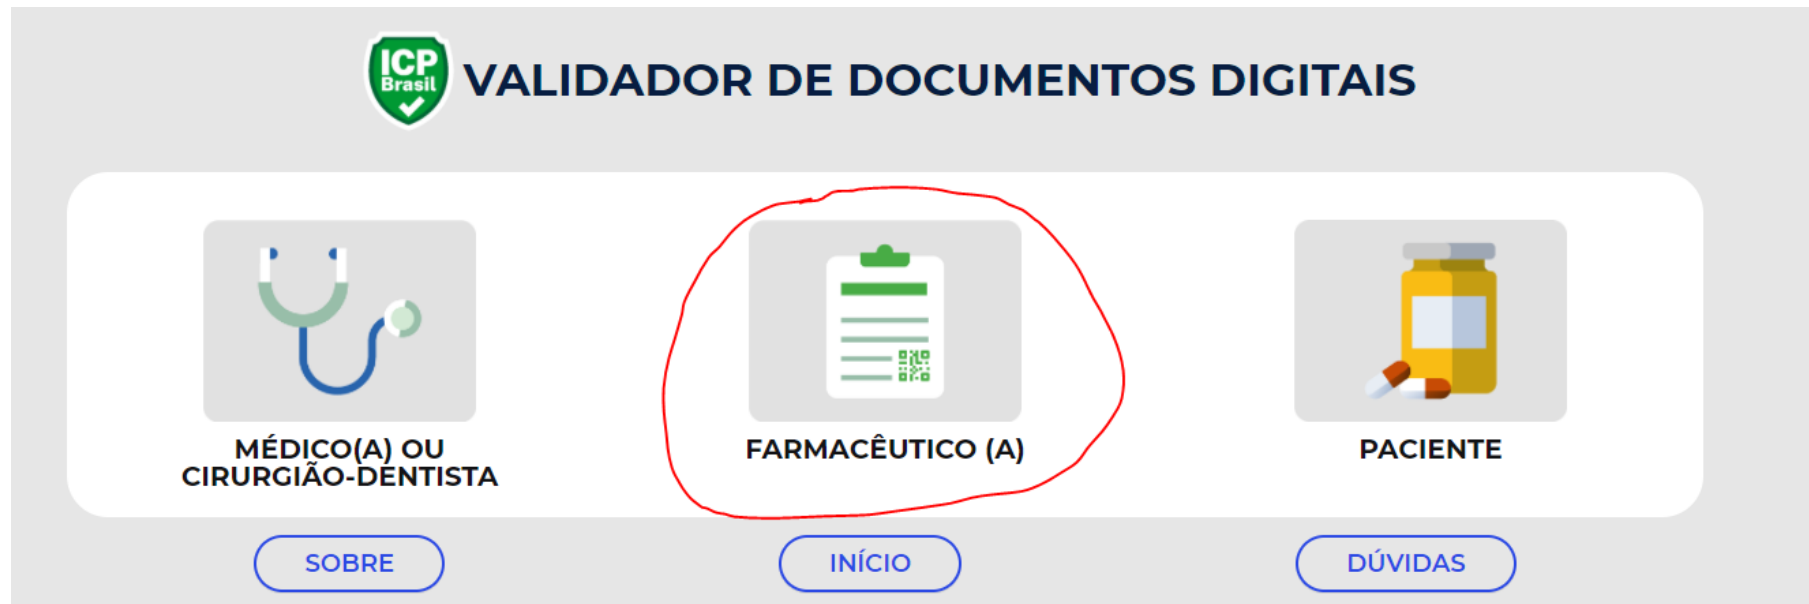 ICP
Brasil
VALIDADOR DE DOCUMENTOS DIGITAIS
MÉDICO(A) OU
CIRURGIÃO-DENTISTA
FARMACÊUTICO (A)
PACIENTE
SOBRE
INÍCIO
DÚVIDAS